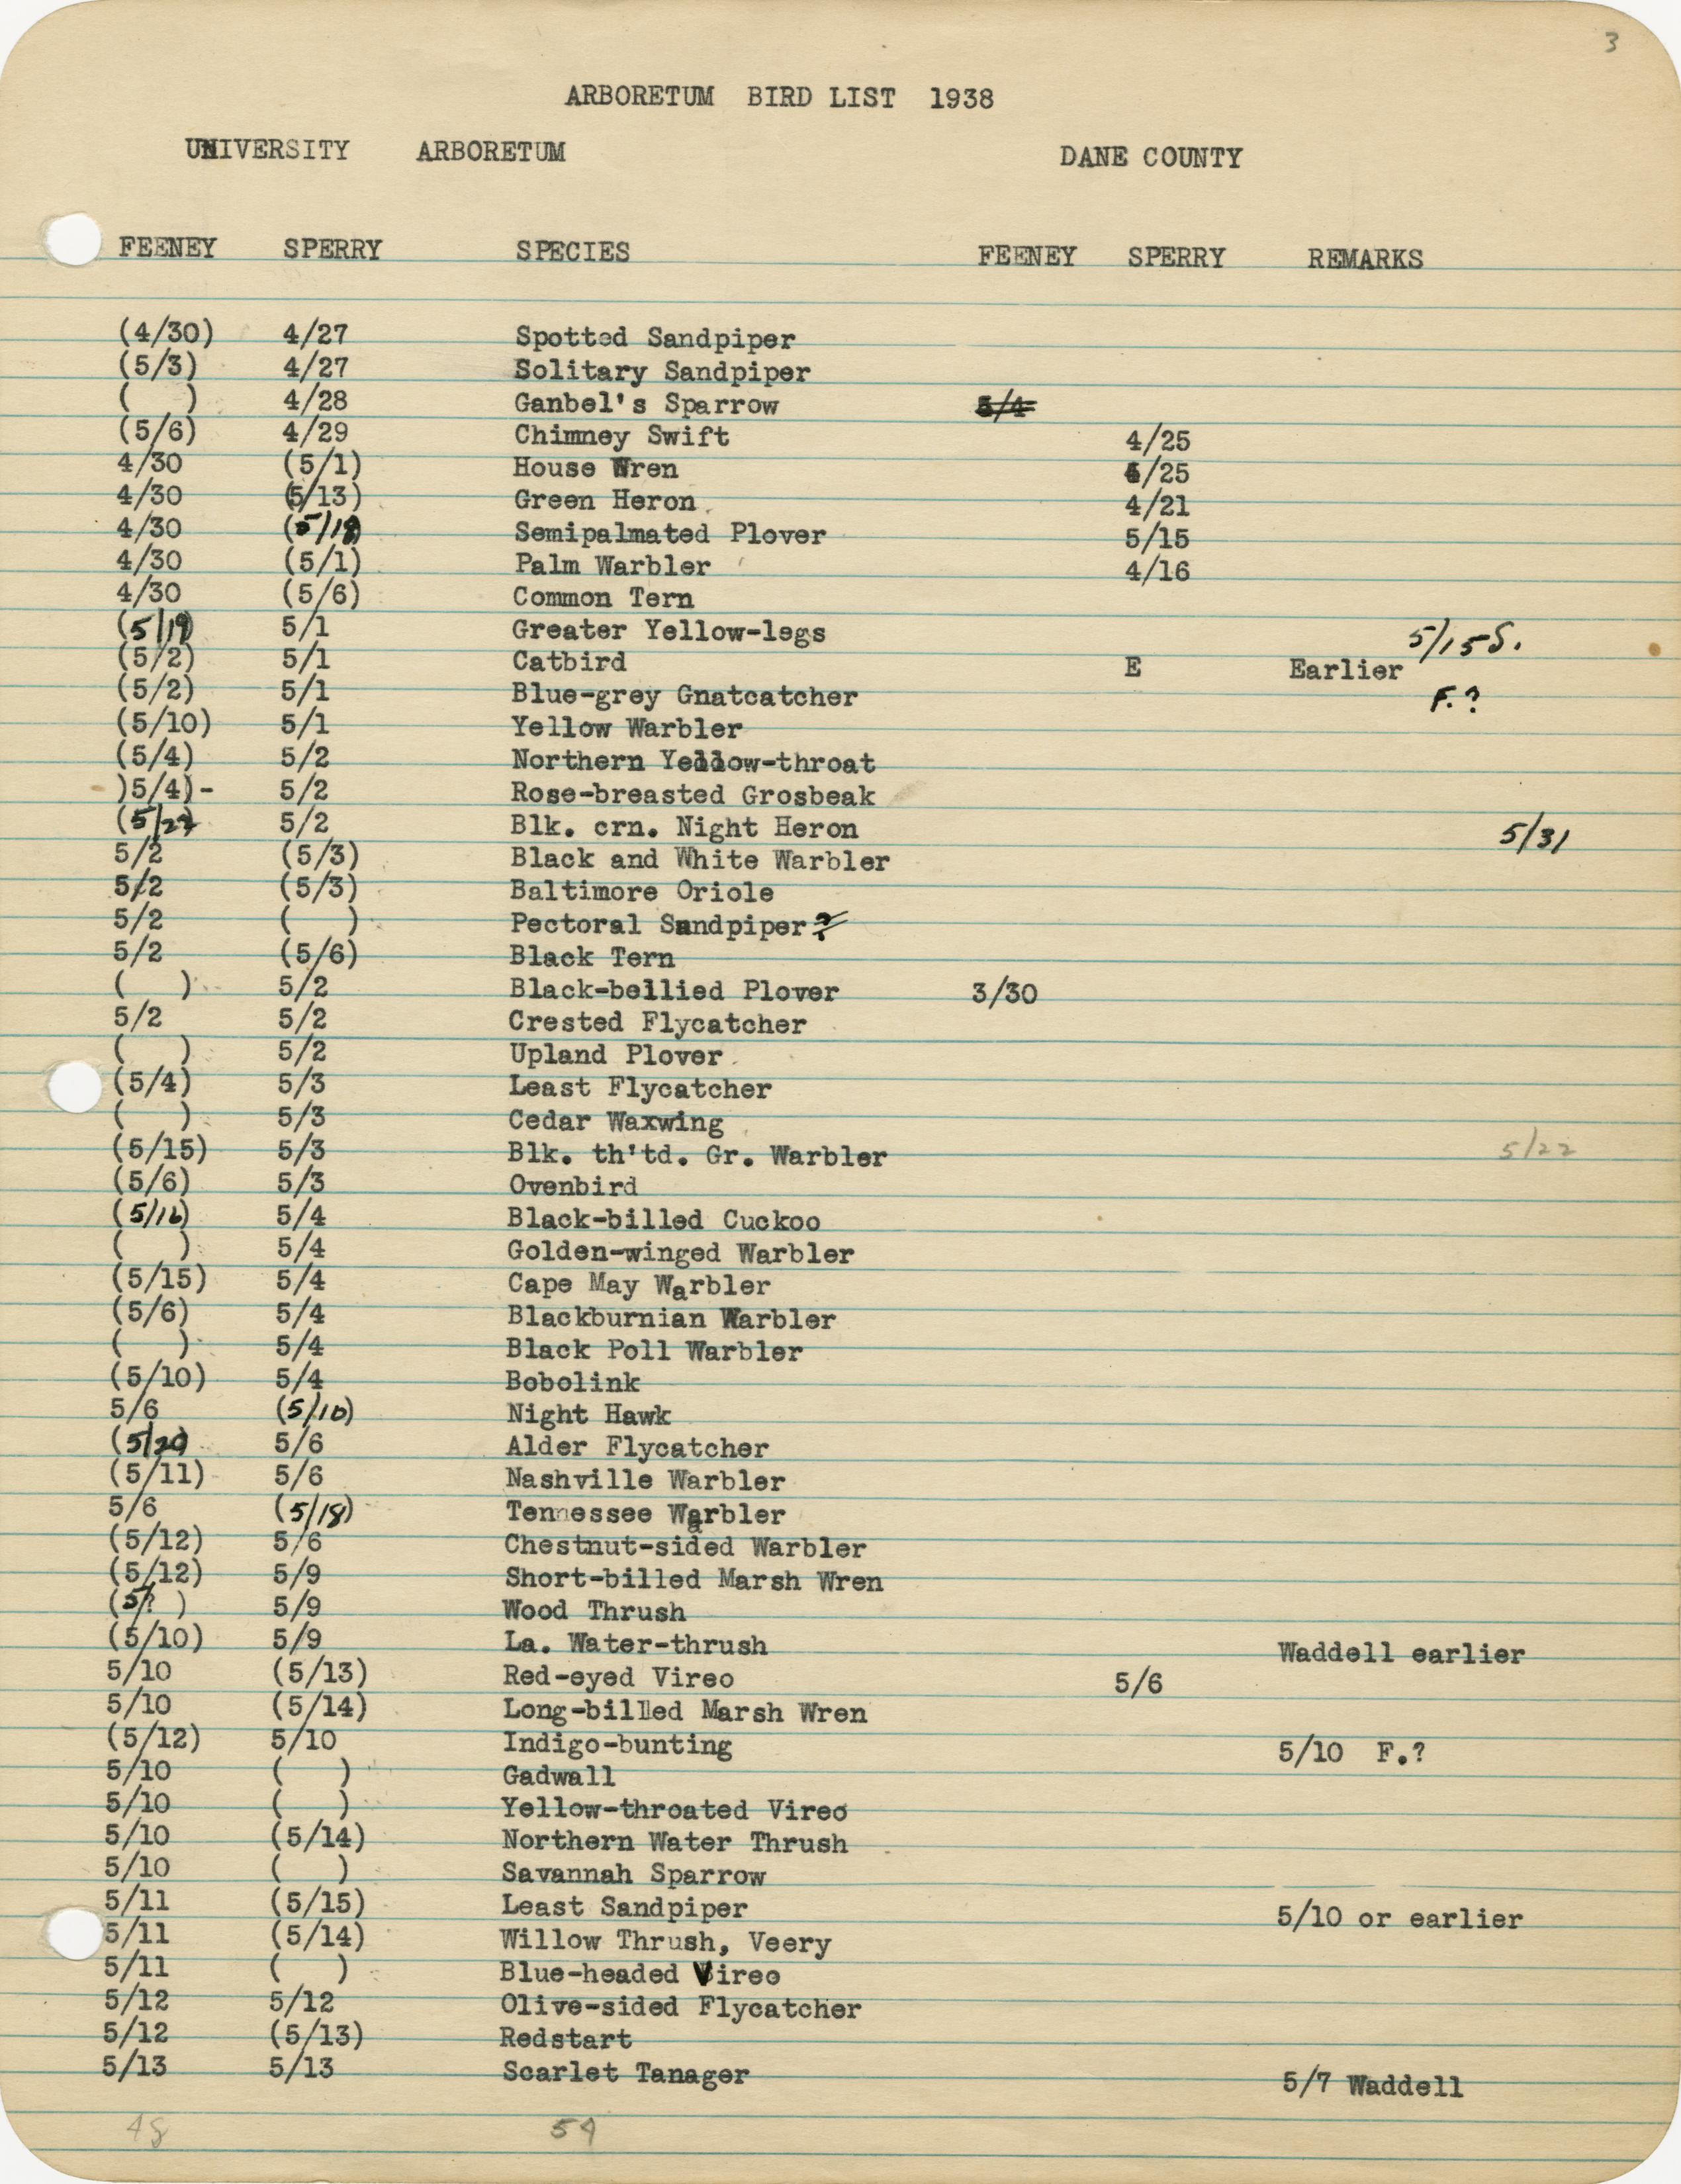 3
ARBORETUM BIRD LIST 1938
UNIVERSITY ARBORETUM DANE COUNTY
FEENEY SPERRY SPECIES FEENEY SPERRY REMARKS
(4/30) 4/27 Spotted Sandpiper
(5/3) 4/27 Solitary Sandpiper
( ) 4/28 Ganbel's Sparrow 5/4
(5/6) 4/29 Chimney Swift 4/25
4/30 (5/1) House Wren 4/25
4/30 (5/13) Green Heron 4/21
4/30 (5/18) Semipalmated Plover 5/15
4/30 (5/1) Palm Warbler 4/16
4/30 (5/6) Common Tern
(5/19) 5/1 Greater Yellow-legs 5/15 S.
(5/2) 5/1 Catbird E Earlier
(5/2) 5/1 Blue-grey Gnatcatcher F.?
(5/10) 5/1 Yellow Warbler
(5/4) 5/2 Northern Yellow-throat
)5/4)- 5/2 Rose-breasted Grosbeak
(5/22 5/2 Blk. crn. Night Heron 5/31
5/2 (5/3) Black and White Warbler
5/2 (5/3) Baltimore Oriole
5/2 ( ) Pectoral Sandpiper?
5/2 (5/6) Black Tern
( ) 5/2 Black-bellied Plover 3/30
5/2 5/2 Crested Flycatcher
( ) 5/2 Upland Plover
(5/4) 5/3 Least Flycatcher
( ) 5/3 Cedar Waxwing
(5/15) 5/3 Blk. th'td. Gr. Warbler 5/22
(5/6) 5/3 Ovenbird
(5/16) 5/4 Black-billed Cuckoo
( ) 5/4 Golden-winged Warbler
(5/15) 5/4 Cape May Warbler
(5/6) 5/4 Blackburnian Warbler
( ) 5/4 Black Poll Warbler
(5/10) 5/4 Bobolink
5/6 (5/10) Night Hawk
(5/20) 5/6 Alder Flycatcher
(5/11) 5/6 Nashville Warbler
5/6 (5/18) Tennessee Warbler
(5/12) 5/6 Chestnut-sided Warbler
(5/12) 5/9 Short-billed Marsh Wren
(5/? ) 5/9 Wood Thrush
(5/10) 5/9 La. Water-thrush Waddell earlier
5/10 (5/13) Red-eyed Vireo 5/6
5/10 (5/14) Long-billed Marsh Wren
(5/12) 5/10 Indigo-bunting 5/10 F.?
5/10 ( ) Gadwall
5/10 ( ) Yellow-throated Vireo
5/10 (5/14) Northern Water Thrush
5/10 ( ) Savannah Sparrow
5/11 (5/15) Least Sandpiper 5/10 or earlier
5/11 (5/14) Willow Thrush, Veery
5/11 ( ) Blue-headed Vireo
5/12 5/12 Olive-sided Flycatcher
5/12 (5/13) Redstart
5/13 5/13 Scarlet Tanager 5/7 Waddell
48 54